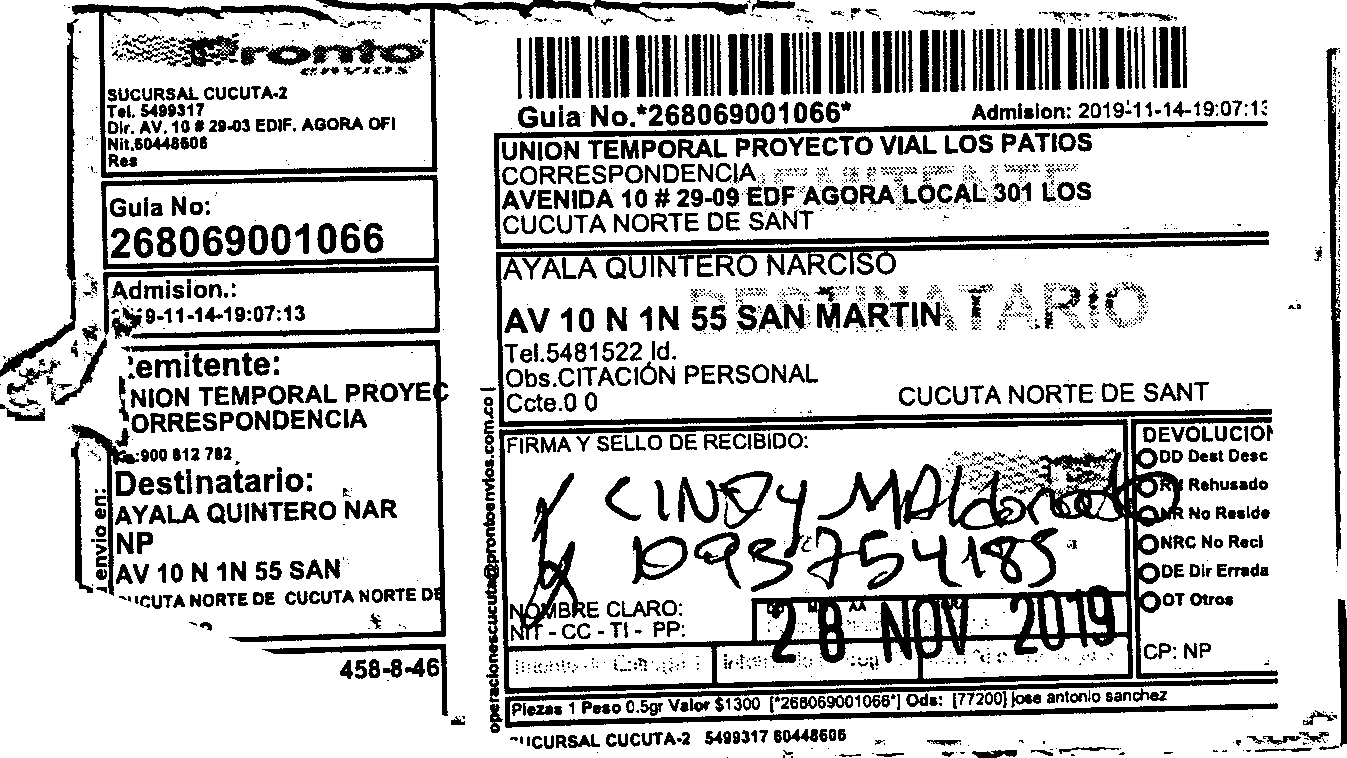 Pronto
envios
SUCURSAL CUCUTA-2
Tel. 5499317
Dir. AV. 10 # 29-03 EDIF. AGORA OFI
Nit.60448606
Res
Guia No:
268069001066
Admision.:
9-11-14-19:07:13
emitente:
NION TEMPORAL PROYEC
ORRESPONDENCIA
:900 812 782
Destinatario:
AYALA QUINTERO NAR
NP
AV 10 N 1N 55 SAN
UCUTA NORTE DE CUCUTA NORTE DE
458-8-46
envio en:
operacionescucuta@prontoenvios.com.co
Guia No.*268069001066*
Admision: 2019-11-14-19:07:13
UNION TEMPORAL PROYECTO VIAL LOS PATIOS
CORRESPONDENCIA
REMITENTE
AVENIDA 10 # 29-09 EDF AGORA LOCAL 301 LOS
CUCUTA NORTE DE SANT
AYALA QUINTERO NARCISO
DESTINATARIO
AV 10 N 1N 55 SAN MARTIN
Tel.5481522 Id.
Obs.CITACIÓN PERSONAL
Ccte.0 0
CUCUTA NORTE DE SANT
FIRMA Y SELLO DE RECIBIDO:
CINDY MALdonado
1093754185
NOMBRE CLARO:
NIT - CC - TI - PP:
28 NOV 2019
DEVOLUCION
DD Dest Desc
RH Rehusado
NR No Reside
NRC No Reci
DE Dir Errada
OT Otros
CP: NP
Piezas 1 Peso 0.5gr Valor $1300 [*268069001066*] Ods: [77200] jose antonio sanchez
UCURSAL CUCUTA-2 5499317 60448606